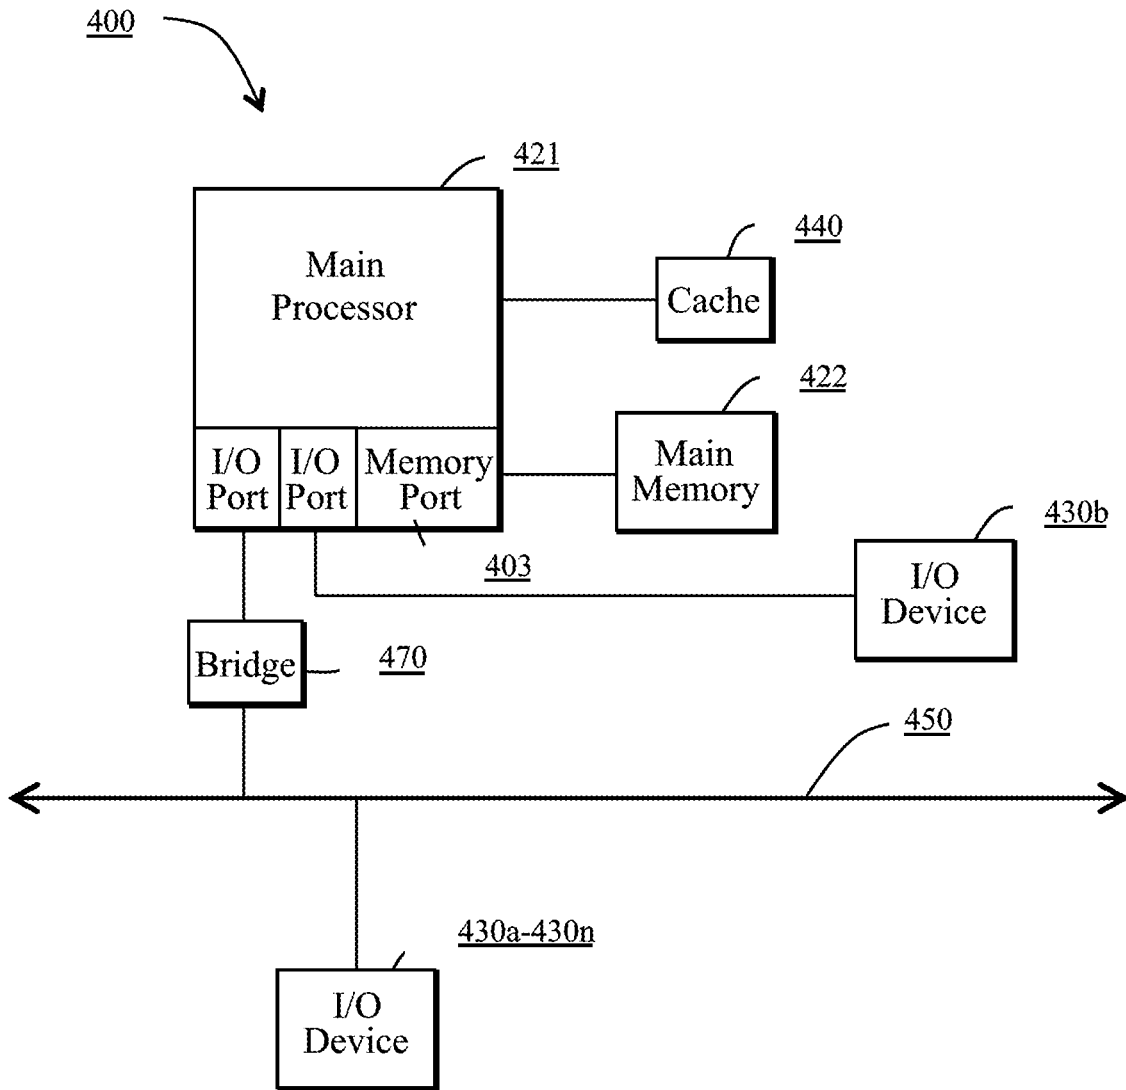 400
421
Main
Processor
440
Cache
422
Main
Memory
I/O
Port
I/O
Port
Memory
Port
403
430b
I/O
Device
Bridge
470
450
430a-430n
I/O
Device